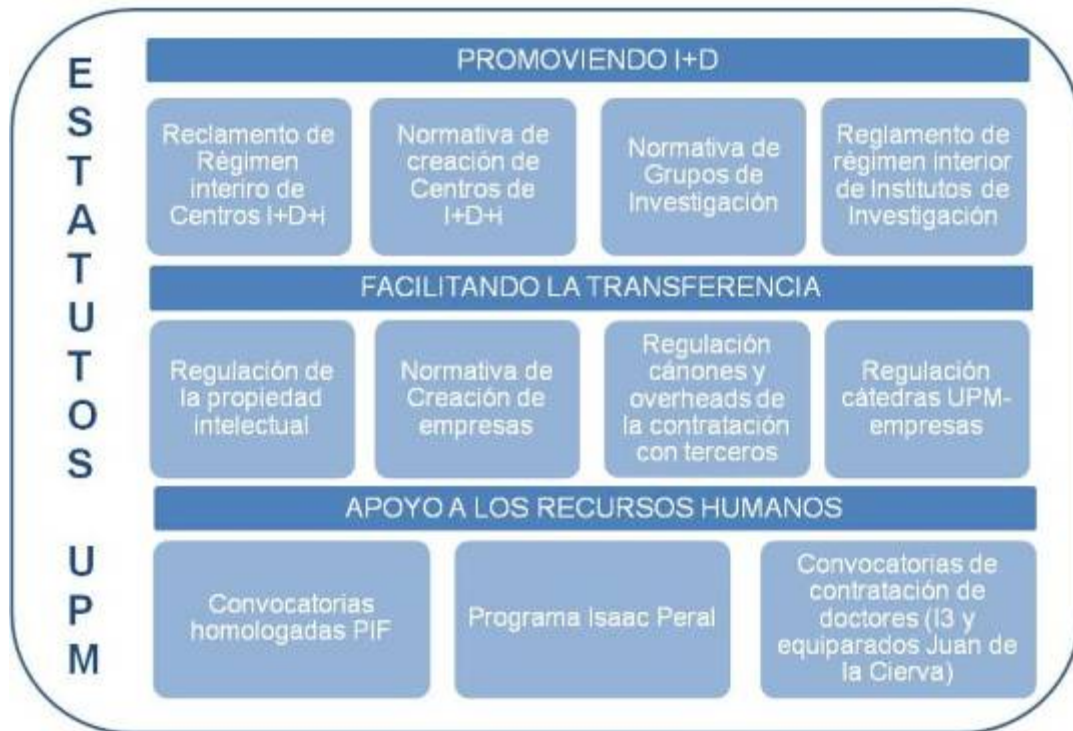 ESTATUTOS UPM
PROMOVIENDO I+D
Reclamento de
Régimen
interiro de
Centros I+D+i
Normativa de
creación de
Centros de
I+D+i
Normativa de
Grupos de
Investigación
Reglamento de
régimen interior
de Institutos de
Investigación
FACILITANDO LA TRANSFERENCIA
Regulación de
la propiedad
intelectual
Normativa de
Creación de
empresas
Regulación
cánones y
overheads de
la contratación
con terceros
Regulación
cátedras UPM-
empresas
APOYO A LOS RECURSOS HUMANOS
Convocatorias
homologadas PIF
Programa Isaac Peral
Convocatorias de
contratación de
doctores (I3 y
equiparados Juan de
la Cierva)